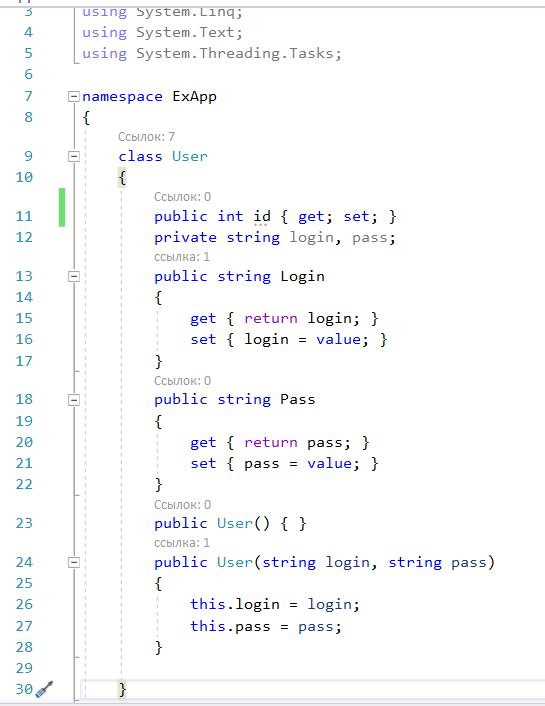 3 using System.Linq;
4 using System.Text;
5 using System.Threading.Tasks;
6
7 namespace ExApp
8 {
Ссылок: 7
9 class User
10 {
Ссылок: 0
11 public int id { get; set; }
12 private string login, pass;
ссылка: 1
13 public string Login
14 {
15 get { return login; }
16 set { login = value; }
17 }
Ссылок: 0
18 public string Pass
19 {
20 get { return pass; }
21 set { pass = value; }
22 }
Ссылок: 0
23 public User() { }
ссылка: 1
24 public User(string login, string pass)
25 {
26 this.login = login;
27 this.pass = pass;
28 }
29
30 }